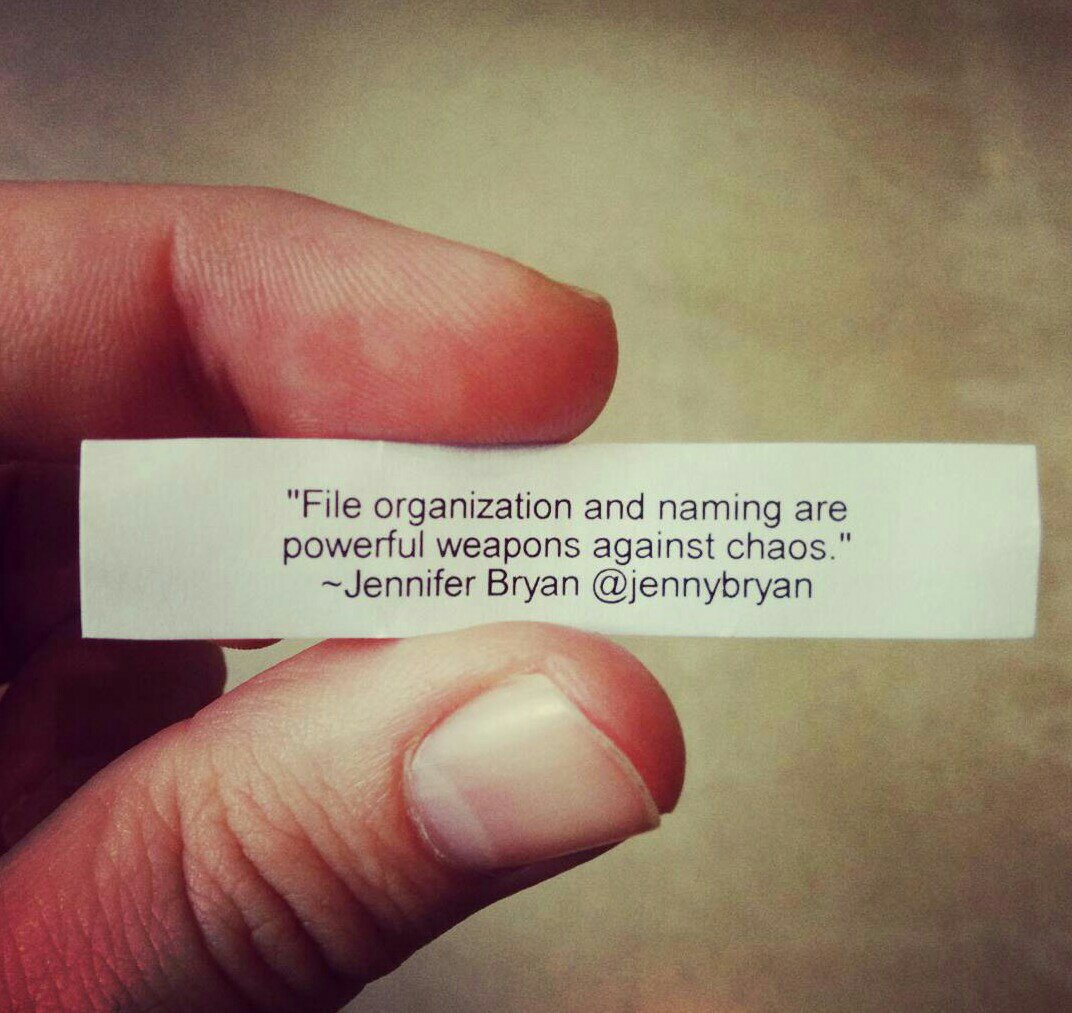 "File organization and naming are
powerful weapons against chaos."
~Jennifer Bryan @jennybryan